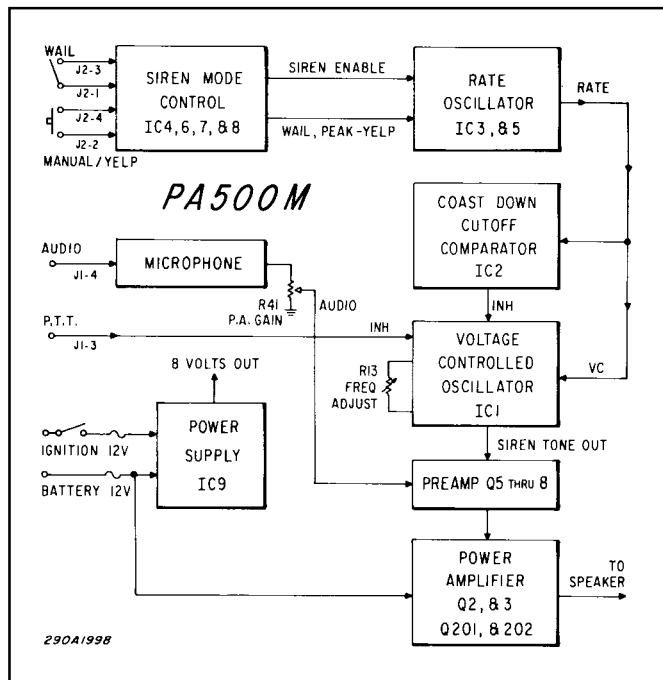 WAIL
J2-3
J2-1
J2-4
J2-2
MANUAL/YELP
SIREN MODE
CONTROL
IC4, 6, 7, &8
SIREN ENABLE
WAIL, PEAK-YELP
RATE
OSCILLATOR
IC3, &5
RATE
PA500M
COAST DOWN
CUTOFF
COMPARATOR
IC2
AUDIO
J1-4
MICROPHONE
R41
P.A. GAIN
AUDIO
INH
P.T.T.
J1-3
INH
VOLTAGE
CONTROLLED
OSCILLATOR
IC1
VC
R13
FREQ
ADJUST
8 VOLTS OUT
POWER
SUPPLY
IC9
IGNITION 12V
BATTERY 12V
SIREN TONE OUT
PREAMP Q5 THRU 8
POWER
AMPLIFIER
Q2, &3
Q201, &202
TO
SPEAKER
290A1998